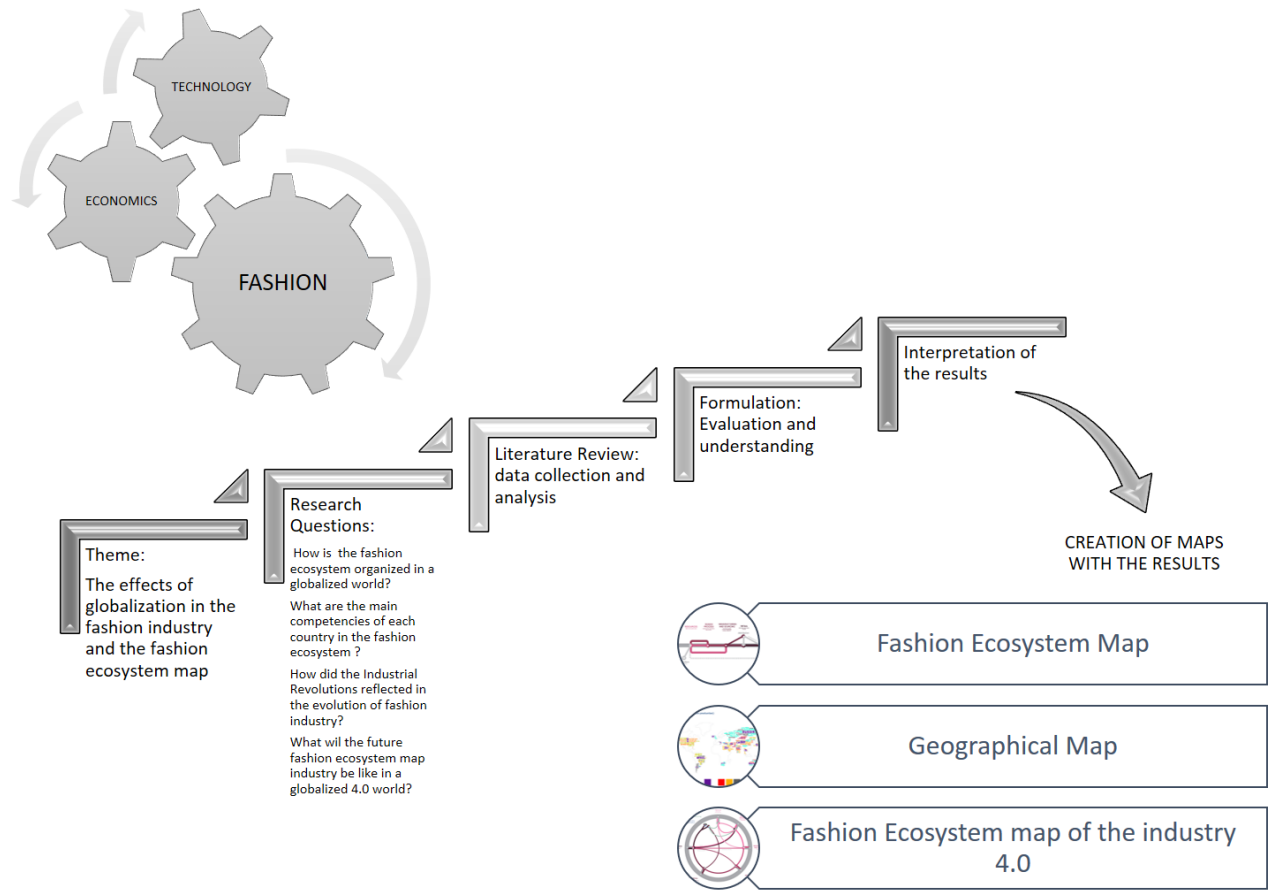 TECHNOLOGY
ECONOMICS
FASHION
Theme:
The effects of
globalization in the
fashion industry
and the fashion
ecosystem map
Research
Questions:
How is the fashion
ecosystem organized in a
globalized world?
What are the main
competencies of each
country in the fashion
ecosystem ?
How did the Industrial
Revolutions reflected in
the evolution of fashion
industry?
What wil the future
fashion ecosystem map
industry be like in a
globalized 4.0 world?
Literature Review:
data collection and
analysis
Formulation:
Evaluation and
understanding
Interpretation of
the results
CREATION OF MAPS
WITH THE RESULTS
Fashion Ecosystem Map
Geographical Map
Fashion Ecosystem map of the industry
4.0